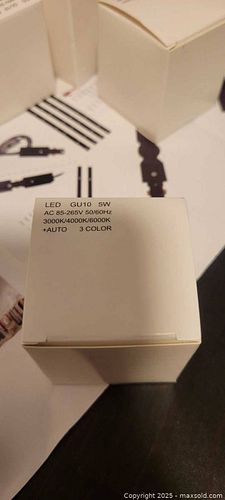 LED GU10 5W
AC 85-265V 50/60Hz
3000K/4000K/6000K
+AUTO 3 COLOR
Copyright 2025 - maxsold.com